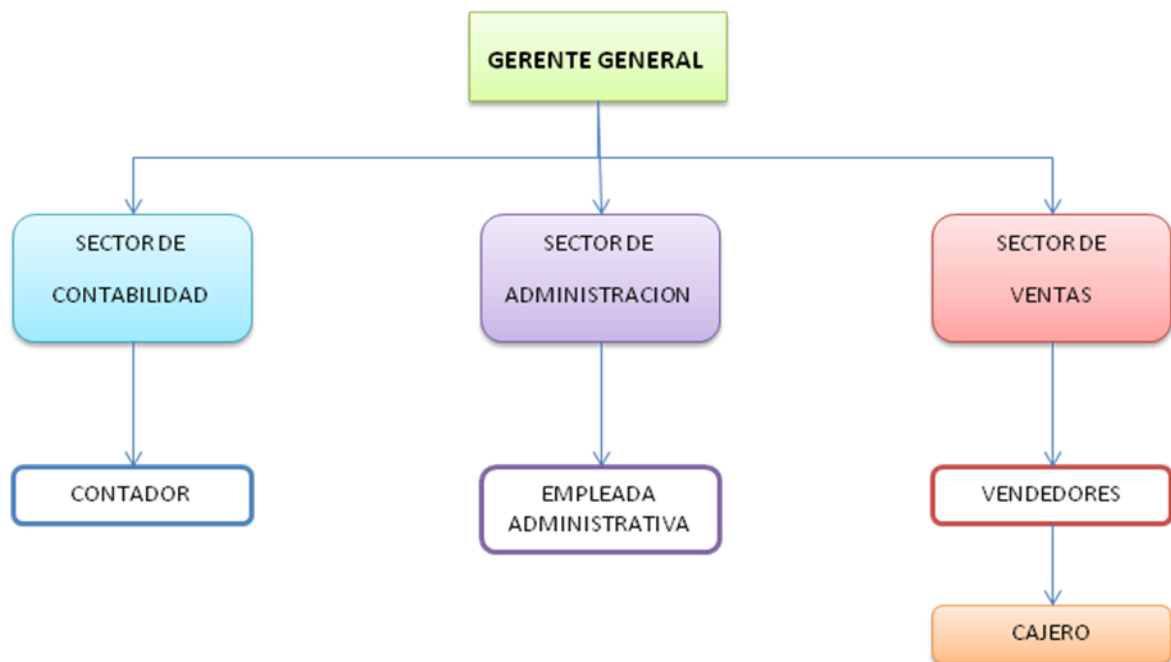 GERENTE GENERAL
SECTOR DE
CONTABILIDAD
SECTOR DE
ADMINISTRACION
SECTOR DE
VENTAS
CONTADOR
EMPLEADA
ADMINISTRATIVA
VENDEDORES
CAJERO